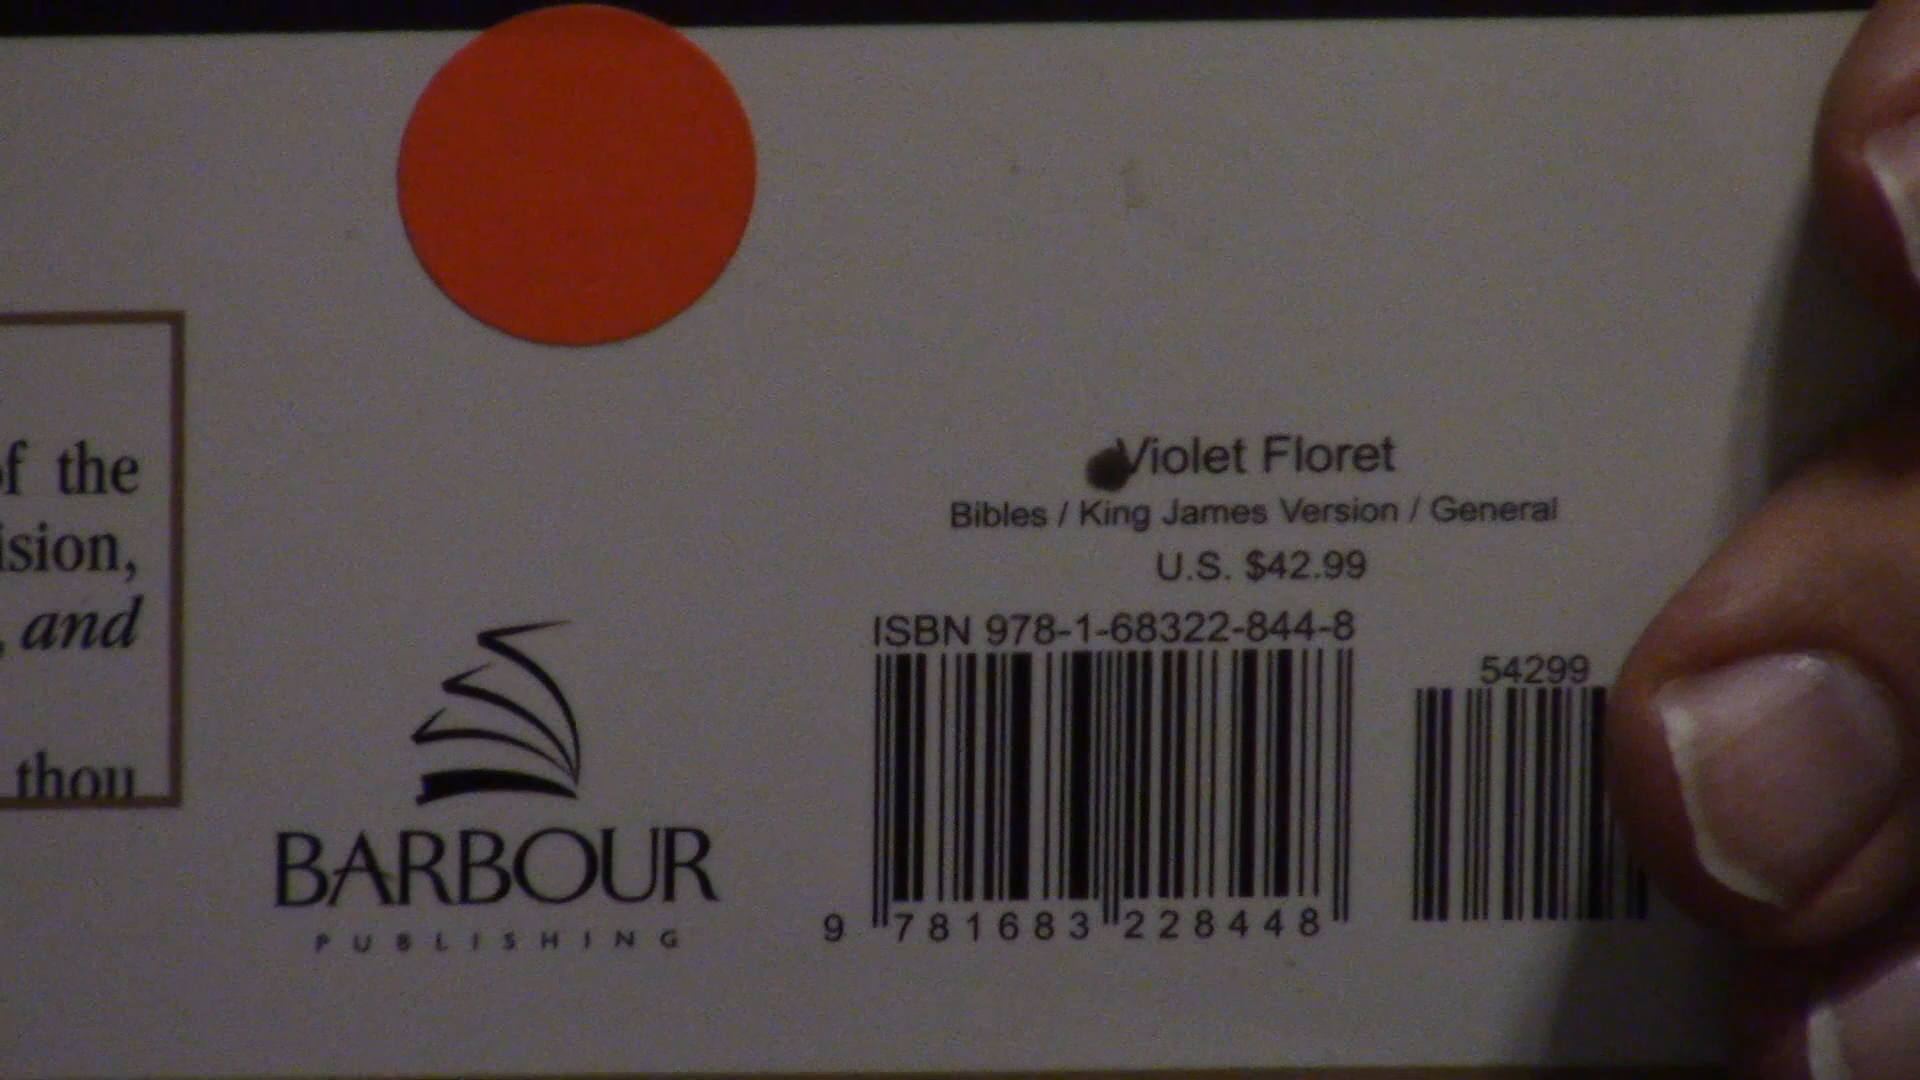 of the
ision,
, and
thou
Violet Floret
Bibles / King James Version / General
U.S. $42.99
ISBN 978-1-68322-844-8
54299
9 781683 228448
BARBOUR
PUBLISHING